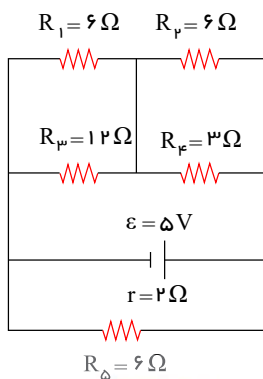 R₁ = ۶ Ω R₂ = ۶ Ω
R₃ = ۱۲ Ω R₄ = ۳ Ω
ε = ۵ V
r = ۲ Ω
R₅ = ۶ Ω